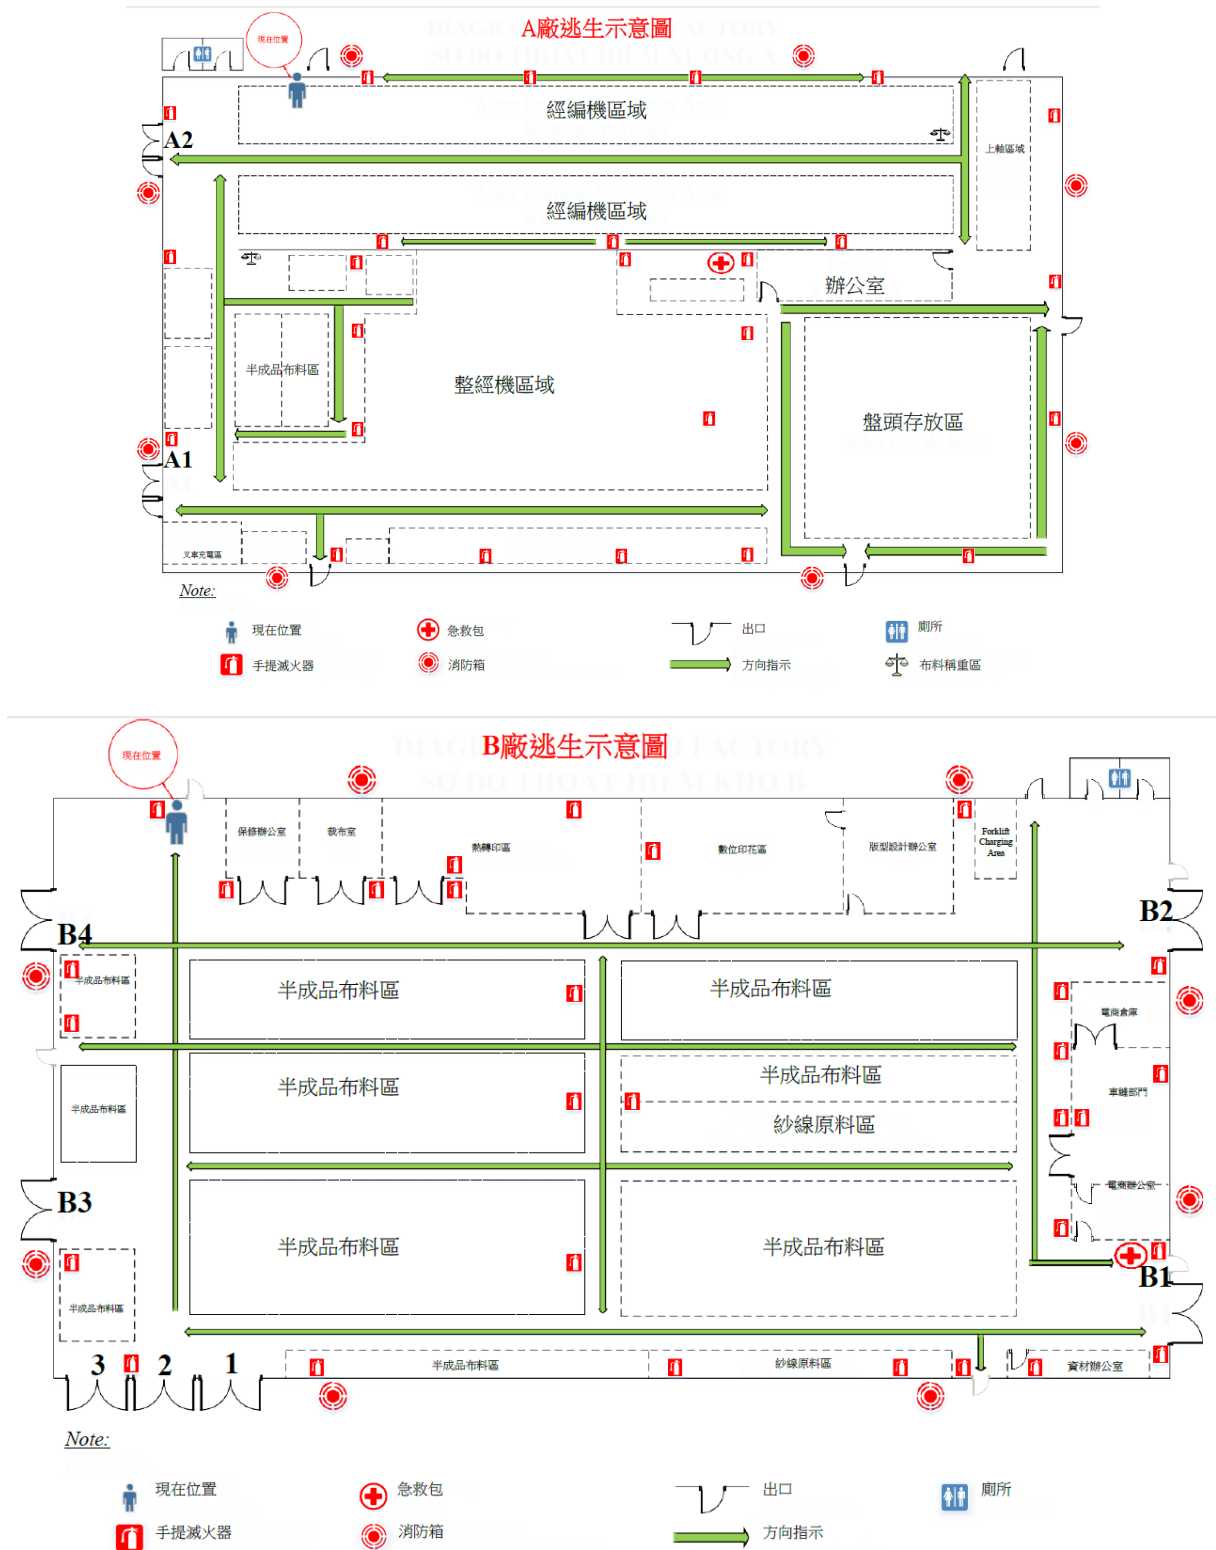 A廠逃生示意圖
現在位置
經編機區域
A2
上軸區域
經編機區域
辦公室
半成品布料區
整經機區域
盤頭存放區
A1
叉車充電區
Note:
現在位置
急救包
出口
廁所
手提滅火器
消防箱
方向指示
布料稱重區
B廠逃生示意圖
現在位置
保修辦公室
裁布室
熱轉印區
數位印花區
版型設計辦公室
Forklift
Charging
Area
B4
B2
半成品布料區
半成品布料區
半成品布料區
電商倉庫
半成品布料區
半成品布料區
半成品布料區
車縫部門
紗線原料區
B3
電商辦公室
半成品布料區
半成品布料區
B1
半成品布料區
3
2
1
半成品布料區
紗線原料區
資材辦公室
Note:
現在位置
急救包
出口
廁所
手提滅火器
消防箱
方向指示